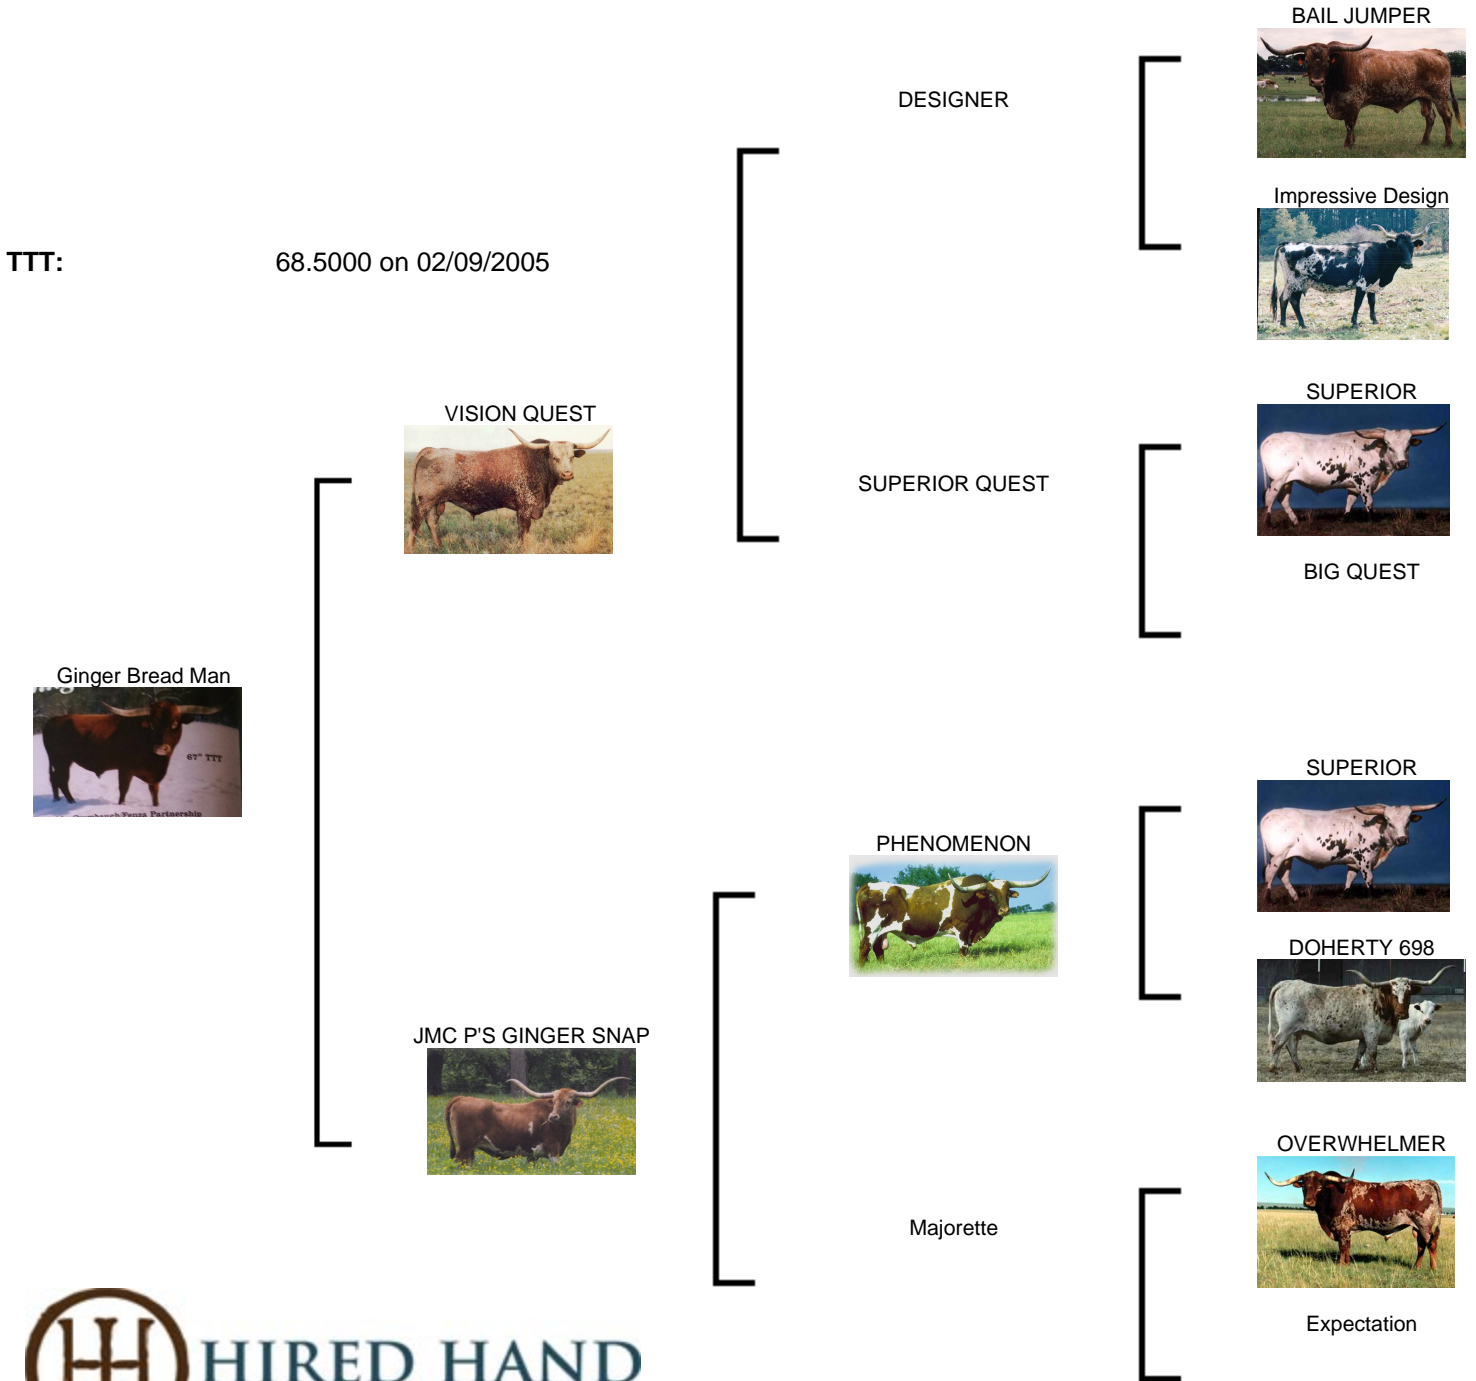 BAIL JUMPER
DESIGNER
Impressive Design
TTT: 68.5000 on 02/09/2005
SUPERIOR
VISION QUEST
SUPERIOR QUEST
BIG QUEST
Ginger Bread Man
67" TTT
Partnership
SUPERIOR
PHENOMENON
DOHERTY 698
JMC P'S GINGER SNAP
OVERWHELMER
Majorette
Expectation
HIRED HAND